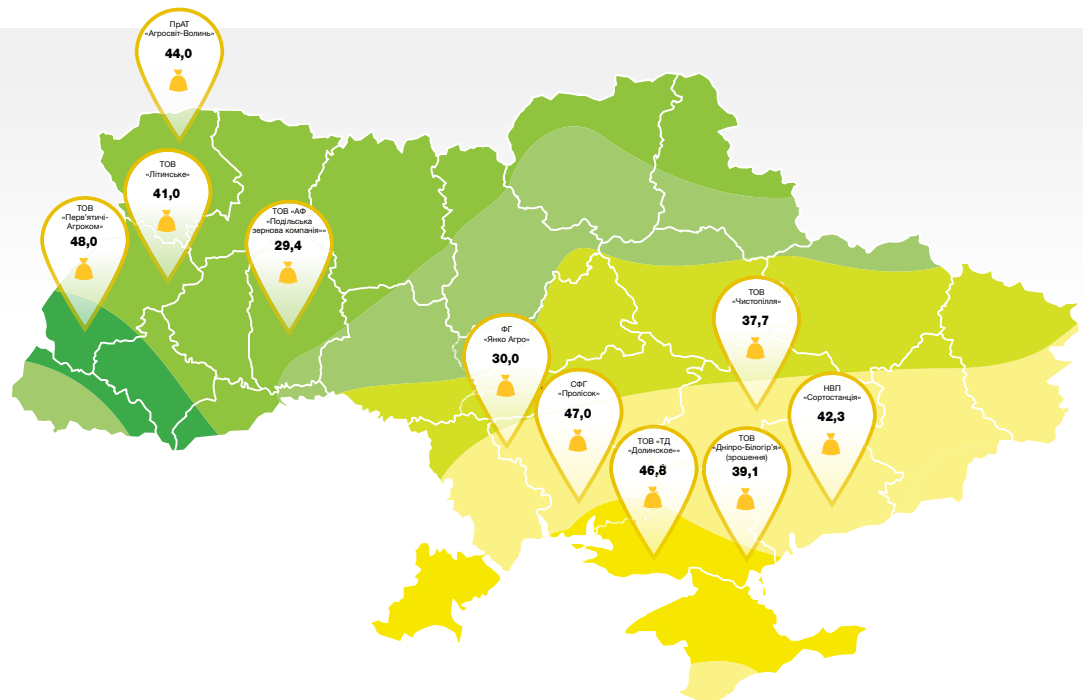 ПрАТ
«Агросвіт-Волинь»
44,0
ТОВ
«Літинське»
41,0
ТОВ
«Перв'ятичі-
Агроком»
48,0
ТОВ «АФ
«Подільська
зернова компанія»»
29,4
ТОВ
«Чистопілля»
37,7
ФГ
«Янко Агро»
30,0
СФГ
«Пролісок»
47,0
НВП
«Сортостанція»
42,3
ТОВ «ТД
«Долинское»»
46,8
ТОВ
«Дніпро-Білогір'я»
(зрошення)
39,1